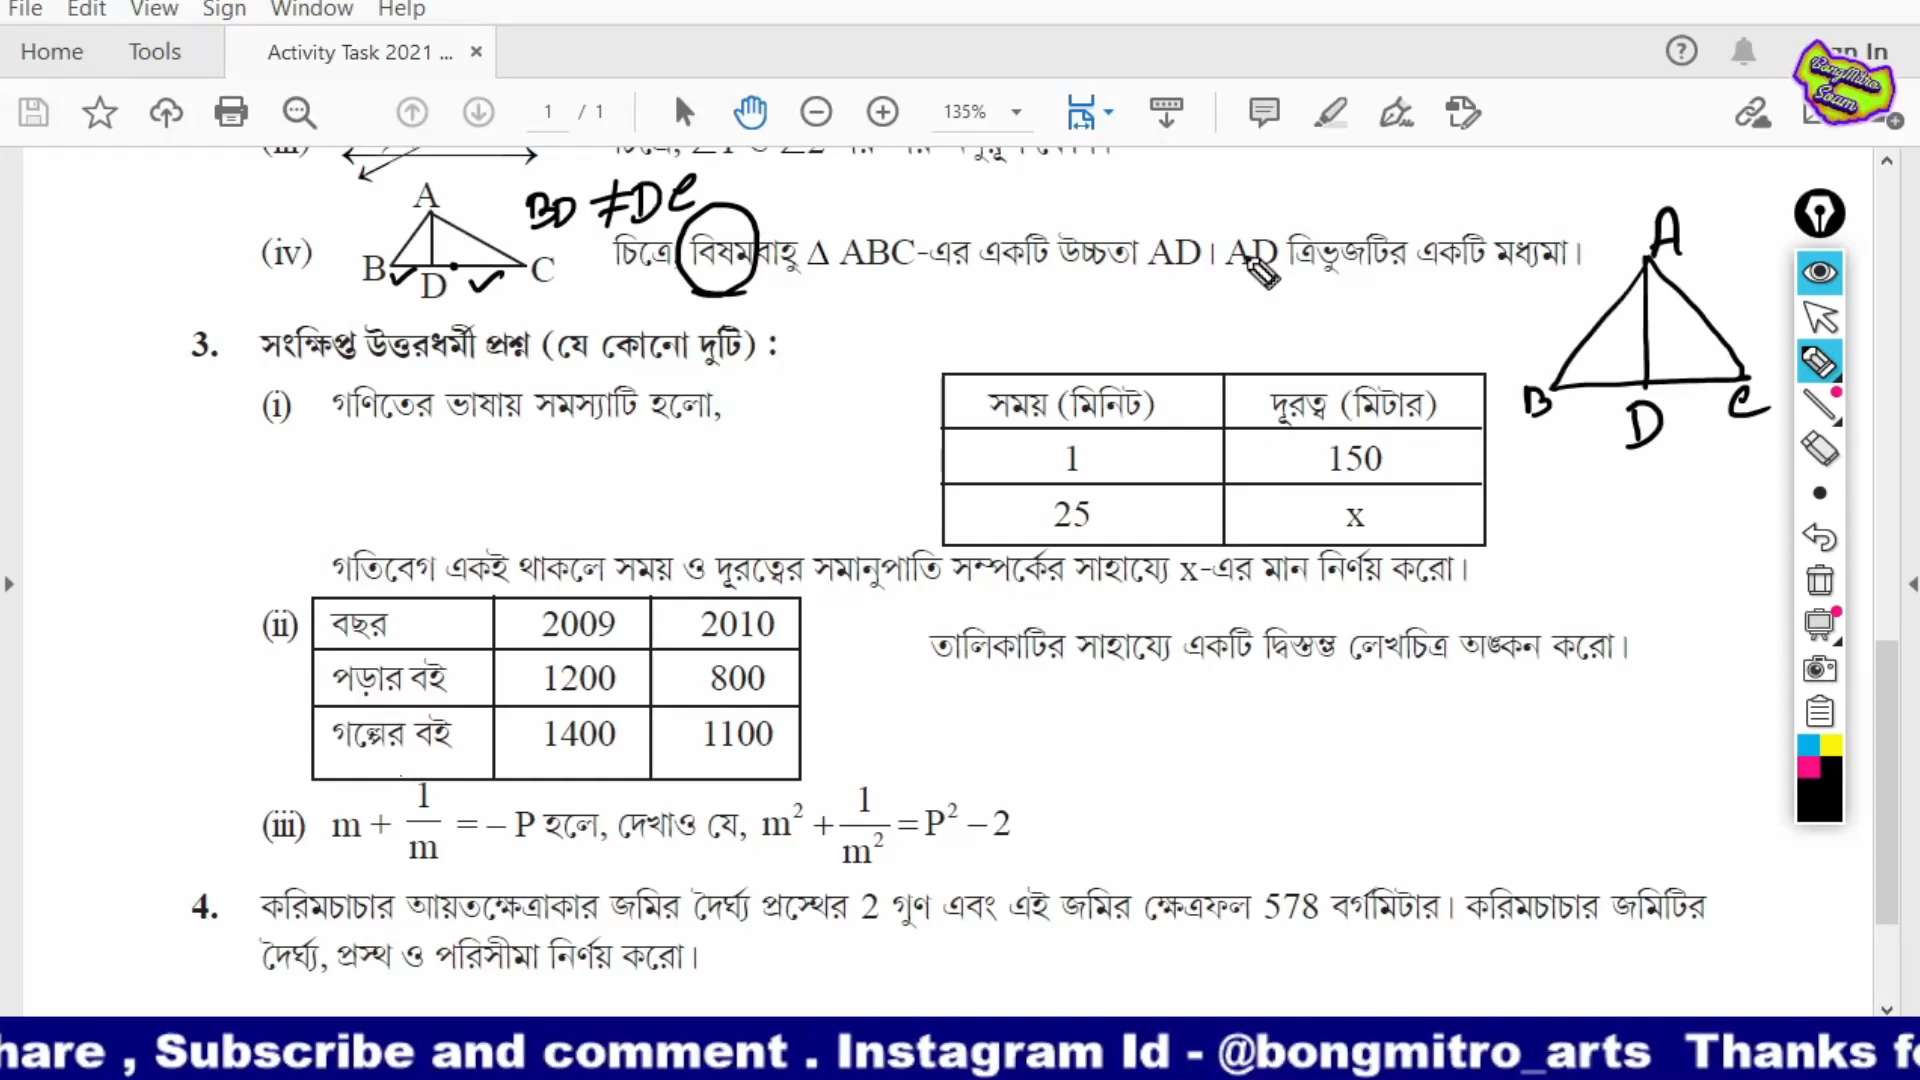 File Edit View Sign Window Help
Home Tools Activity Task 2021 ... ×
BongMitro Soam
1 / 1 135%
A
BD ≠ DC
(iv) B D C চিত্রে, বিষমবাহু Δ ABC-এর একটি উচ্চতা AD। AD ত্রিভুজটির একটি মধ্যমা।
A
B D C
3. সংক্ষিপ্ত উত্তরধর্মী প্রশ্ন (যে কোনো দুটি) :
(i) গণিতের ভাষায় সমস্যাটি হলো,
সময় (মিনিট) দূরত্ব (মিটার)
1 150
25 x
গতিবেগ একই থাকলে সময় ও দূরত্বের সমানুপাতি সম্পর্কের সাহায্যে x-এর মান নির্ণয় করো।
(ii) বছর 2009 2010
তালিকাটির সাহায্যে একটি দ্বিস্তম্ভ লেখচিত্র অঙ্কন করো।
পড়ার বই 1200 800
গল্পের বই 1400 1100
(iii) m + 1/m = – P হলে, দেখাও যে, m² + 1/m² = P² – 2
4. করিমচাচার আয়তক্ষেত্রাকার জমির দৈর্ঘ্য প্রস্থের 2 গুণ এবং এই জমির ক্ষেত্রফল 578 বর্গমিটার। করিমচাচার জমিটির
দৈর্ঘ্য, প্রস্থ ও পরিসীমা নির্ণয় করো।
hare , Subscribe and comment . Instagram Id - @bongmitro_arts Thanks fo